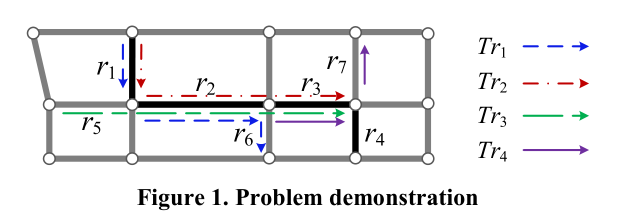 r1
r2
r3
r7
r5
r6
r4
Tr1
Tr2
Tr3
Tr4
Figure 1. Problem demonstration